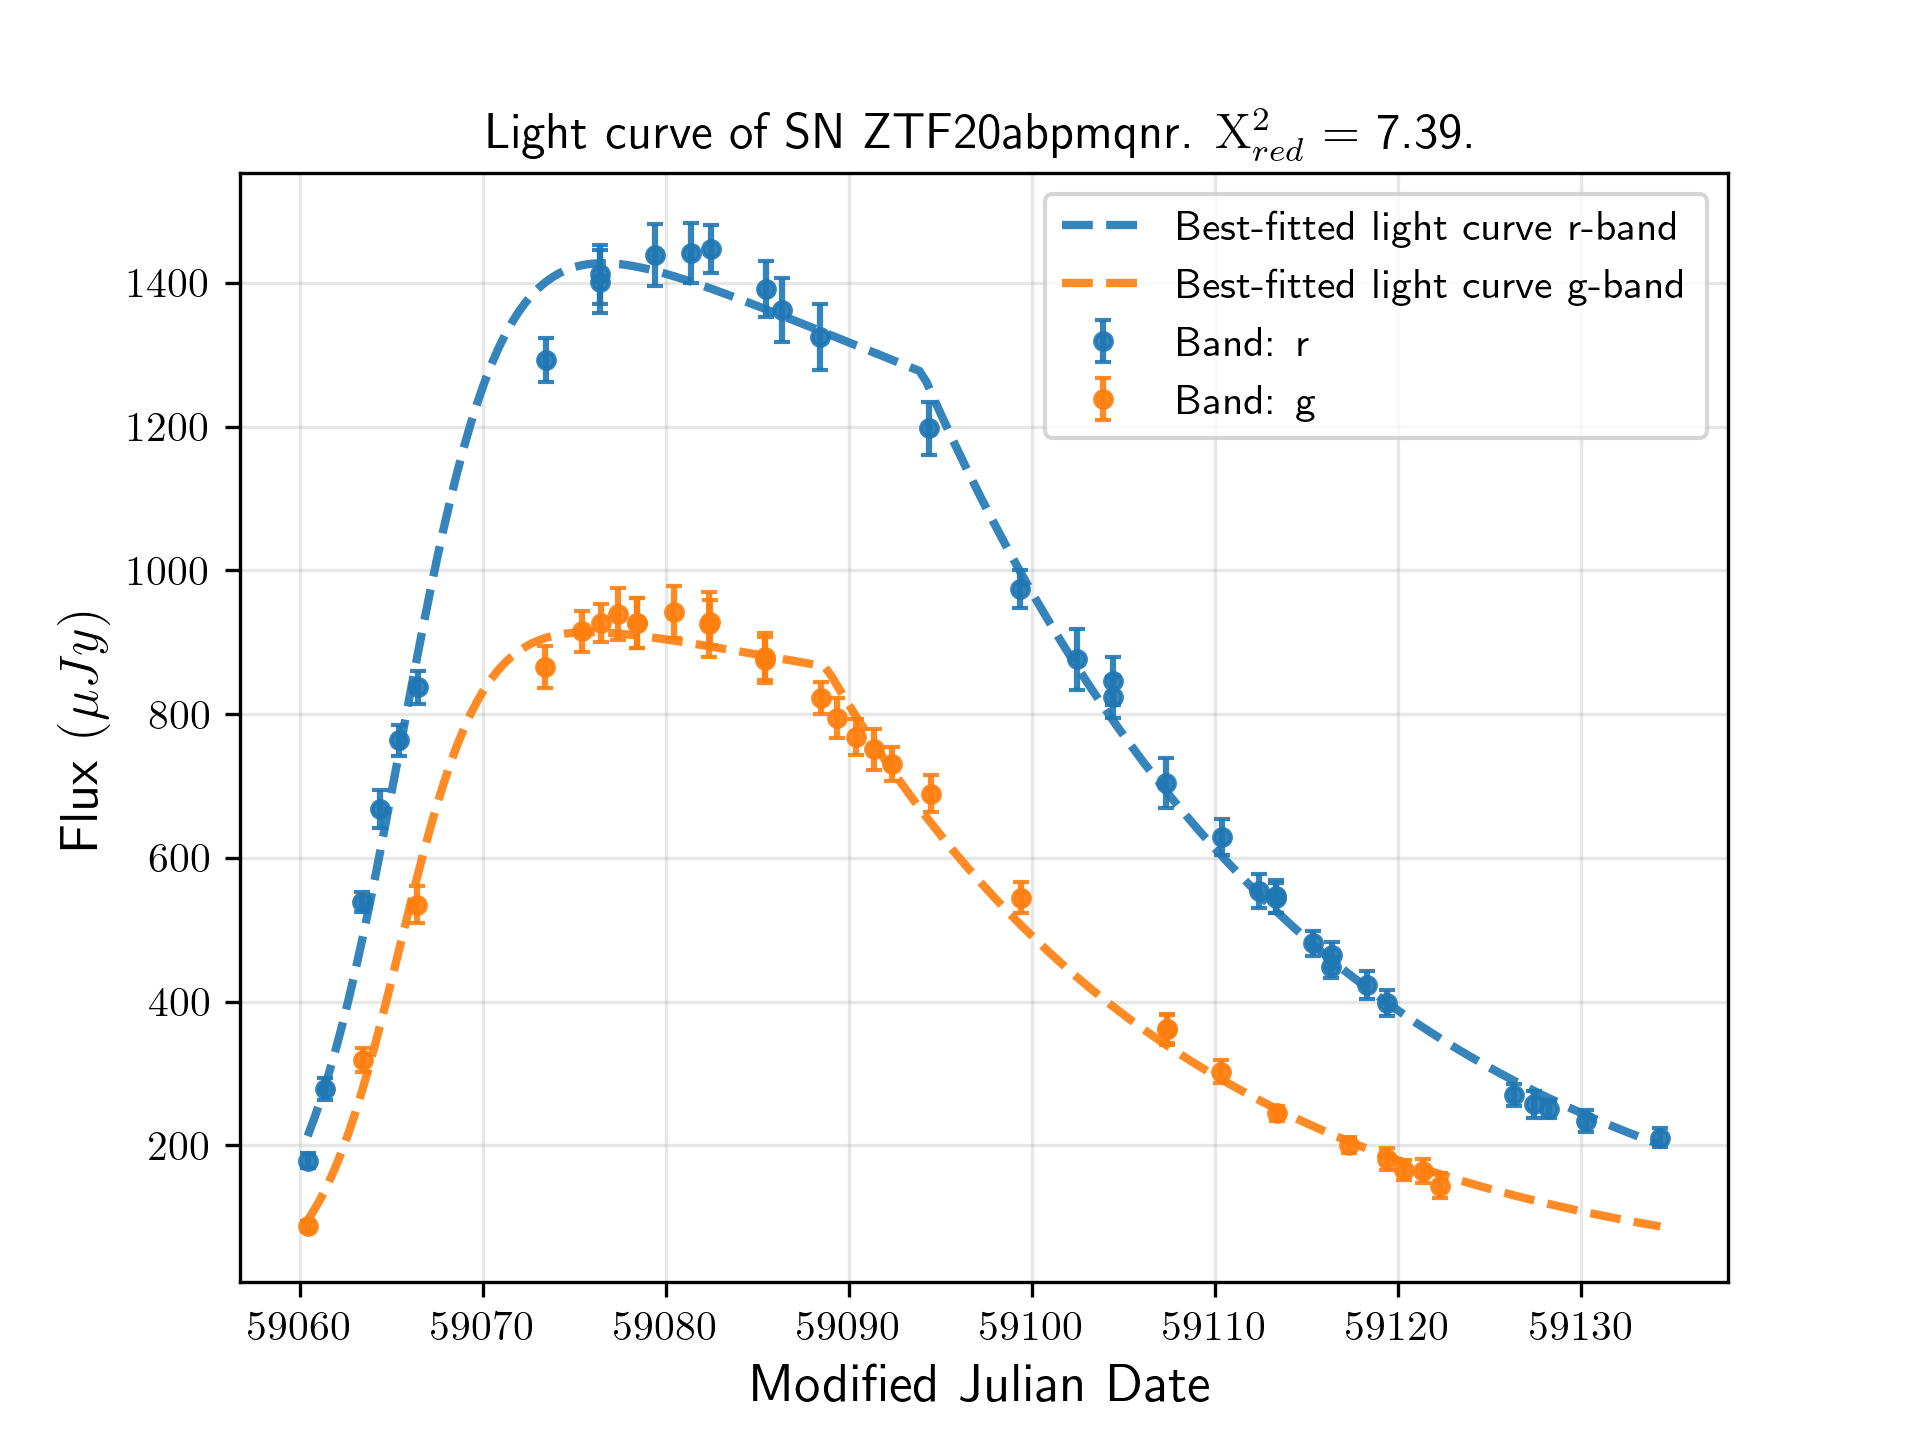 Light curve of SN ZTF20abpmqnr. X²_red = 7.39.
Best-fitted light curve r-band
Best-fitted light curve g-band
Band: r
Band: g
1400
1200
1000
800
600
400
200
Flux (μJy)
59060 59070 59080 59090 59100 59110 59120 59130
Modified Julian Date